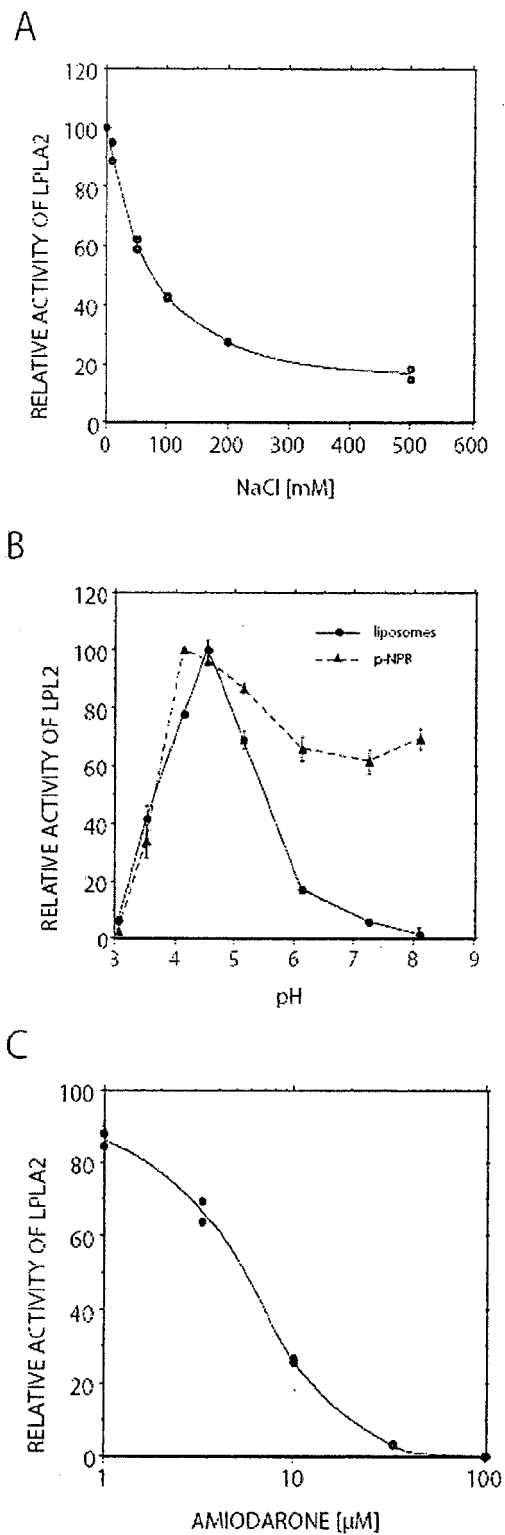 A
RELATIVE ACTIVITY OF LPLA2
120
100
80
60
40
20
0
0 100 200 300 400 500 600
NaCl [mM]
B
RELATIVE ACTIVITY OF LPL2
120
100
80
60
40
20
0
liposomes
p-NPB
3 4 5 6 7 8 9
pH
C
RELATIVE ACTIVITY OF LPLA2
100
80
60
40
20
0
1 10 100
AMIODARONE [µM]